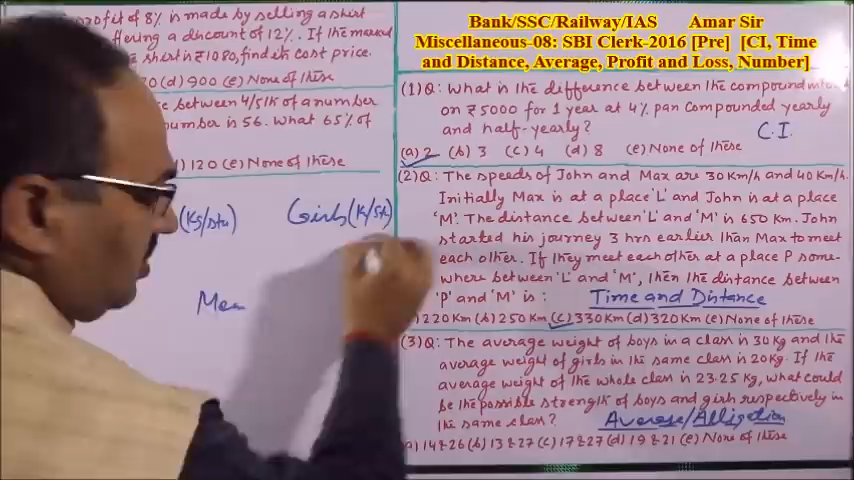 profit of 8% is made by selling a shirt
offering a discount of 12%. If the marked
the shirt is ₹1080, find its cost price.
(d) 900 (e) None of these
ce between 4/5th of a number
number is 56. What 65% of
120 (e) None of these
(Kg/stu) Girls (K/St)
Mea
Bank/SSC/Railway/IAS Amar Sir
Miscellaneous-08: SBI Clerk-2016 [Pre] [CI, Time
and Distance, Average, Profit and Loss, Number]
(1)Q: What is the difference between the compound
on ₹5000 for 1 year at 4% pan compounded yearly
and half-yearly? C.I.
(a) 2 (b) 3 (c) 4 (d) 8 (e) None of these
(2)Q: The speeds of John and Max are 30 Km/h and 40 Km/h.
Initially Max is at a place 'L' and John is at a place
'M'. The distance between 'L' and 'M' is 650 km. John
started his journey 3 hrs earlier than Max to meet
each other. If they meet each other at a place P some-
where between 'L' and 'M', then the distance between
'P' and 'M' is: Time and Distance
220 Km (b) 250 Km (c) 330 Km (d) 320 Km (e) None of these
(3)Q: The average weight of boys in a class is 30 Kg and the
average weight of girls in the same class is 20 Kg. If the
average weight of the whole class is 23.25 Kg, what could
be the possible strength of boys and girls respectively in
the same class? Average/Alligation
a) 14 & 26 (b) 13 & 27 (c) 17 & 27 (d) 19 & 21 (e) None of these